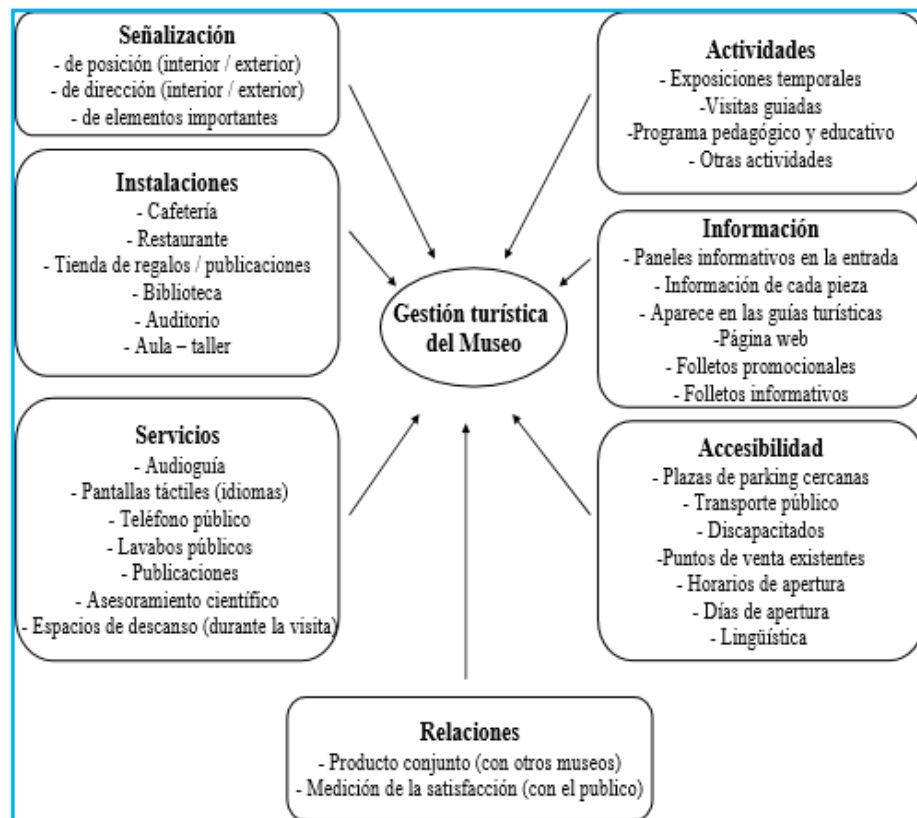 Señalización
- de posición (interior / exterior)
- de dirección (interior / exterior)
- de elementos importantes
Instalaciones
- Cafetería
- Restaurante
- Tienda de regalos / publicaciones
- Biblioteca
- Auditorio
- Aula – taller
Servicios
- Audioguía
- Pantallas táctiles (idiomas)
- Teléfono público
- Lavabos públicos
- Publicaciones
- Asesoramiento científico
- Espacios de descanso (durante la visita)
Gestión turística
del Museo
Actividades
- Exposiciones temporales
- Visitas guiadas
-Programa pedagógico y educativo
- Otras actividades
Información
- Paneles informativos en la entrada
- Información de cada pieza
- Aparece en las guías turísticas
-Página web
- Folletos promocionales
- Folletos informativos
Accesibilidad
- Plazas de parking cercanas
- Transporte público
- Discapacitados
-Puntos de venta existentes
- Horarios de apertura
- Días de apertura
- Lingüística
Relaciones
- Producto conjunto (con otros museos)
- Medición de la satisfacción (con el publico)